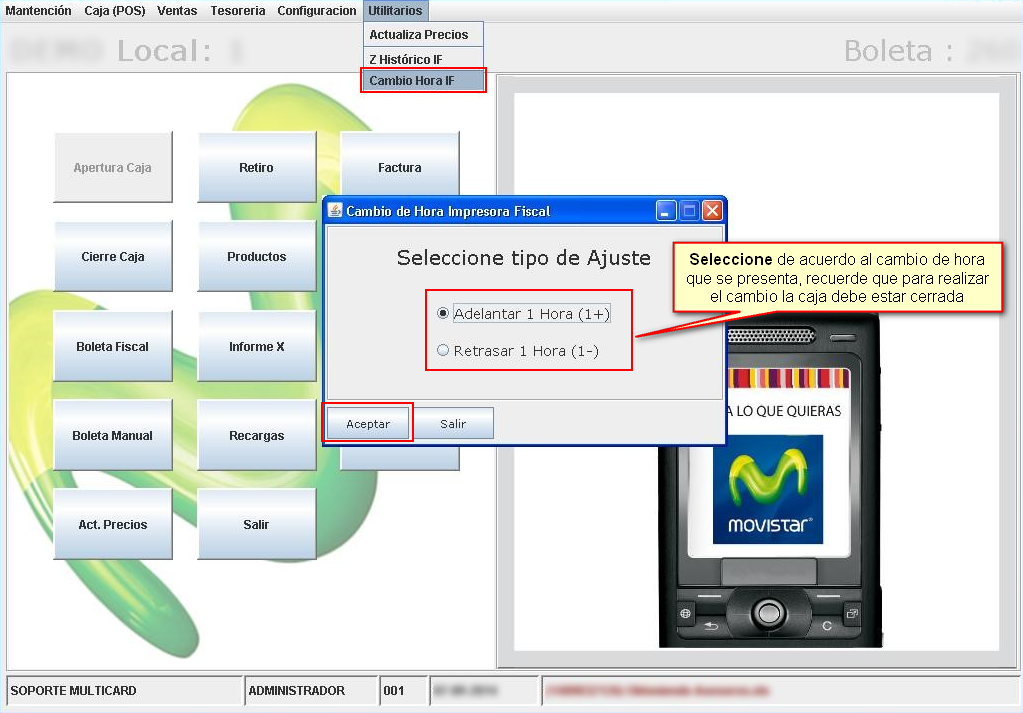 Mantención Caja (POS) Ventas Tesoreria Configuracion Utilitarios
Actualiza Precios
Z Histórico IF
Cambio Hora IF
DEMO Local: 1
Boleta :
Apertura Caja
Retiro
Factura
Cierre Caja
Productos
Boleta Fiscal
Informe X
Boleta Manual
Recargas
Act. Precios
Salir
Cambio de Hora Impresora Fiscal
Seleccione tipo de Ajuste
Adelantar 1 Hora (1+)
Retrasar 1 Hora (1-)
Aceptar
Salir
Seleccione de acuerdo al cambio de hora
que se presenta, recuerde que para realizar
el cambio la caja debe estar cerrada
A LO QUE QUIERAS
movistar
C
SOPORTE MULTICARD
ADMINISTRADOR
001